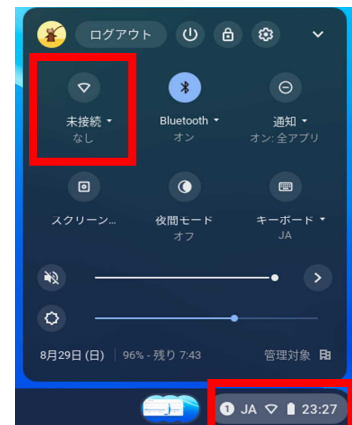 ログアウト
未接続
なし
Bluetooth
オン
通知
オン: 全アプリ
スクリーン...
夜間モード
オフ
キーボード
JA
8月29日 (日)
96% - 残り 7:43
管理対象
1 JA 23:27